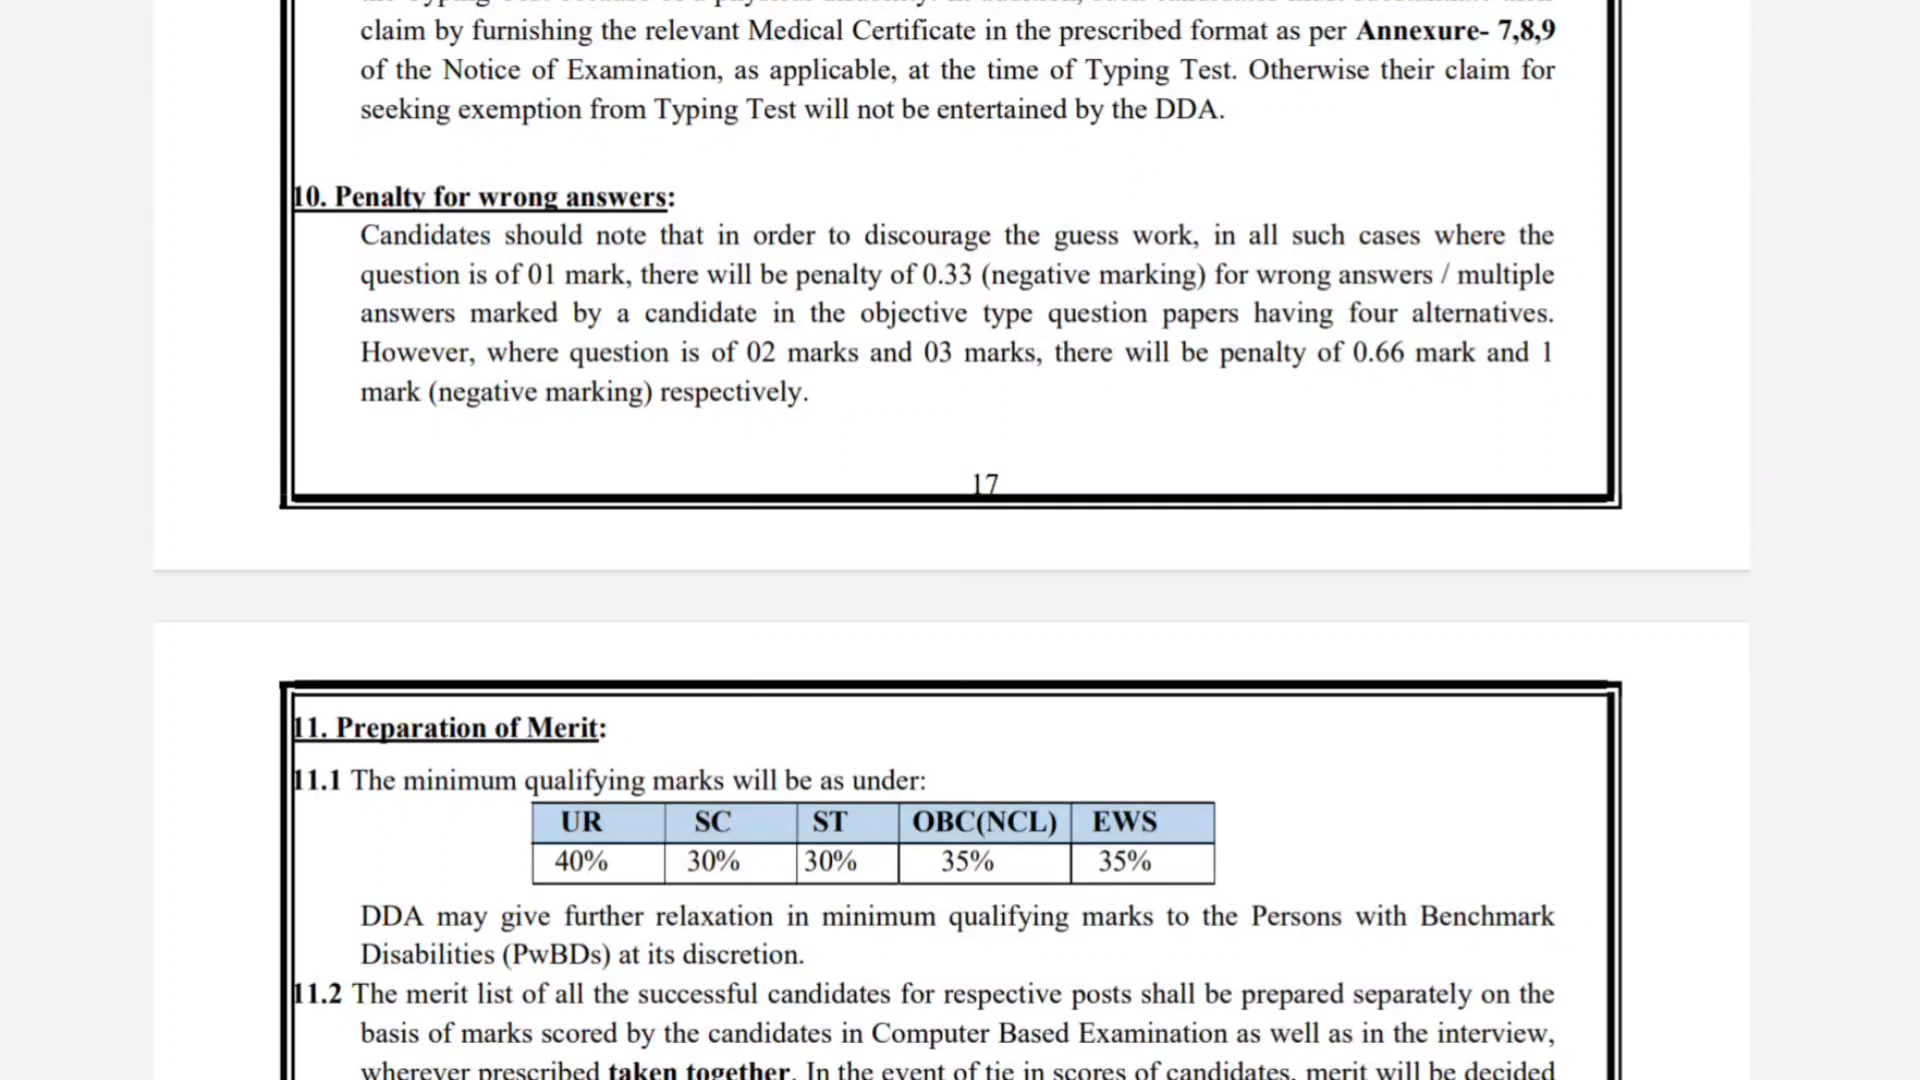 claim by furnishing the relevant Medical Certificate in the prescribed format as per Annexure- 7,8,9
of the Notice of Examination, as applicable, at the time of Typing Test. Otherwise their claim for
seeking exemption from Typing Test will not be entertained by the DDA.
10. Penalty for wrong answers:
Candidates should note that in order to discourage the guess work, in all such cases where the
question is of 01 mark, there will be penalty of 0.33 (negative marking) for wrong answers / multiple
answers marked by a candidate in the objective type question papers having four alternatives.
However, where question is of 02 marks and 03 marks, there will be penalty of 0.66 mark and 1
mark (negative marking) respectively.
17
11. Preparation of Merit:
11.1 The minimum qualifying marks will be as under:
UR SC ST OBC(NCL) EWS
40% 30% 30% 35% 35%
DDA may give further relaxation in minimum qualifying marks to the Persons with Benchmark
Disabilities (PwBDs) at its discretion.
11.2 The merit list of all the successful candidates for respective posts shall be prepared separately on the
basis of marks scored by the candidates in Computer Based Examination as well as in the interview,
wherever prescribed taken together. In the event of tie in scores of candidates, merit will be decided